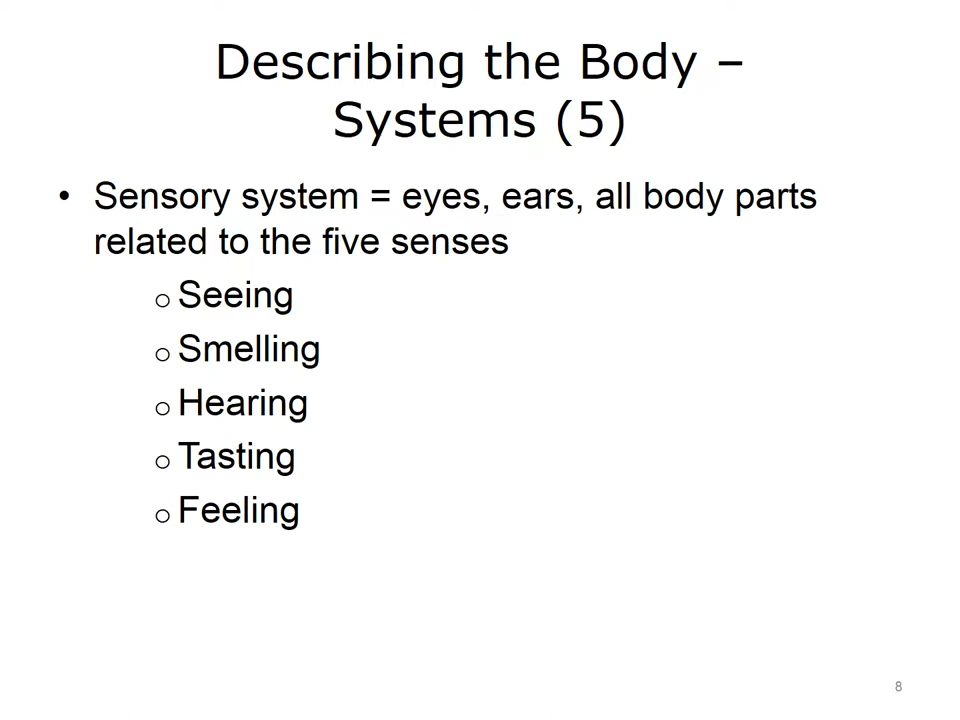 Describing the Body –
Systems (5)
• Sensory system = eyes, ears, all body parts
related to the five senses
o Seeing
o Smelling
o Hearing
o Tasting
o Feeling
8